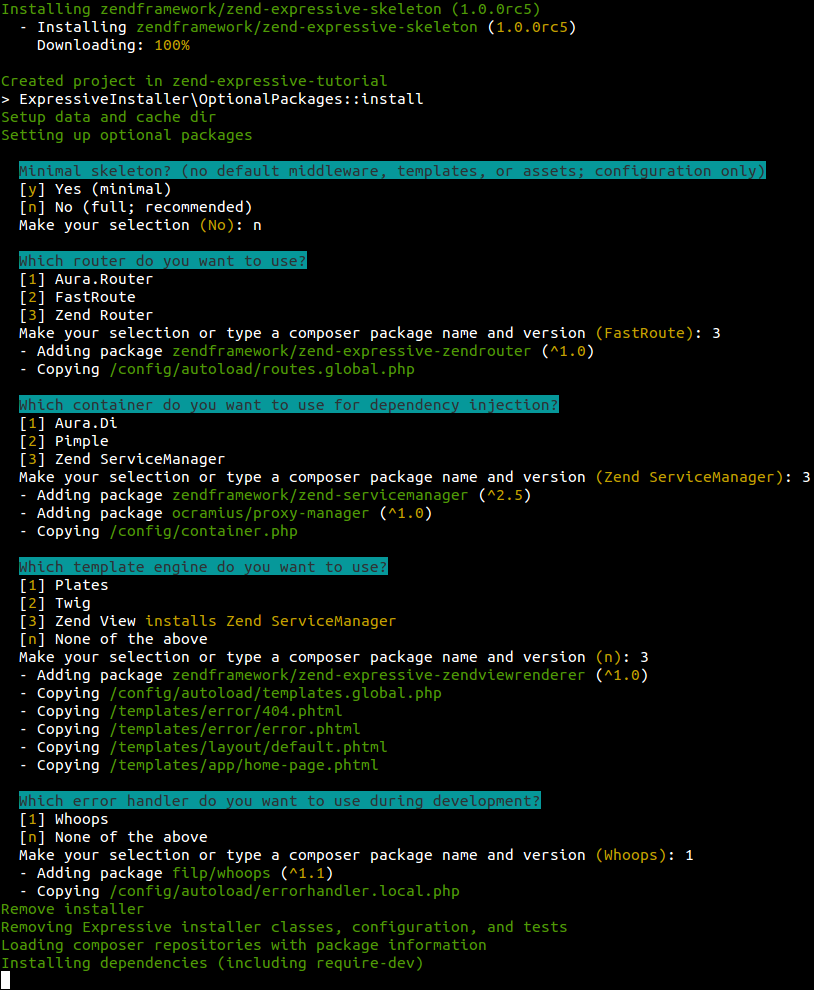 Installing zendframework/zend-expressive-skeleton (1.0.0rc5)
  - Installing zendframework/zend-expressive-skeleton (1.0.0rc5)
    Downloading: 100%

Created project in zend-expressive-tutorial
> ExpressiveInstaller\OptionalPackages::install
Setup data and cache dir
Setting up optional packages

  Minimal skeleton? (no default middleware, templates, or assets; configuration only)
  [y] Yes (minimal)
  [n] No (full; recommended)
  Make your selection (No): n

  Which router do you want to use?
  [1] Aura.Router
  [2] FastRoute
  [3] Zend Router
  Make your selection or type a composer package name and version (FastRoute): 3
  - Adding package zendframework/zend-expressive-zendrouter (^1.0)
  - Copying /config/autoload/routes.global.php

  Which container do you want to use for dependency injection?
  [1] Aura.Di
  [2] Pimple
  [3] Zend ServiceManager
  Make your selection or type a composer package name and version (Zend ServiceManager): 3
  - Adding package zendframework/zend-servicemanager (^2.5)
  - Adding package ocramius/proxy-manager (^1.0)
  - Copying /config/container.php

  Which template engine do you want to use?
  [1] Plates
  [2] Twig
  [3] Zend View installs Zend ServiceManager
  [n] None of the above
  Make your selection or type a composer package name and version (n): 3
  - Adding package zendframework/zend-expressive-zendviewrenderer (^1.0)
  - Copying /config/autoload/templates.global.php
  - Copying /templates/error/404.phtml
  - Copying /templates/error/error.phtml
  - Copying /templates/layout/default.phtml
  - Copying /templates/app/home-page.phtml

  Which error handler do you want to use during development?
  [1] Whoops
  [n] None of the above
  Make your selection or type a composer package name and version (Whoops): 1
  - Adding package filp/whoops (^1.1)
  - Copying /config/autoload/errorhandler.local.php
Remove installer
Removing Expressive installer classes, configuration, and tests
Loading composer repositories with package information
Installing dependencies (including require-dev)